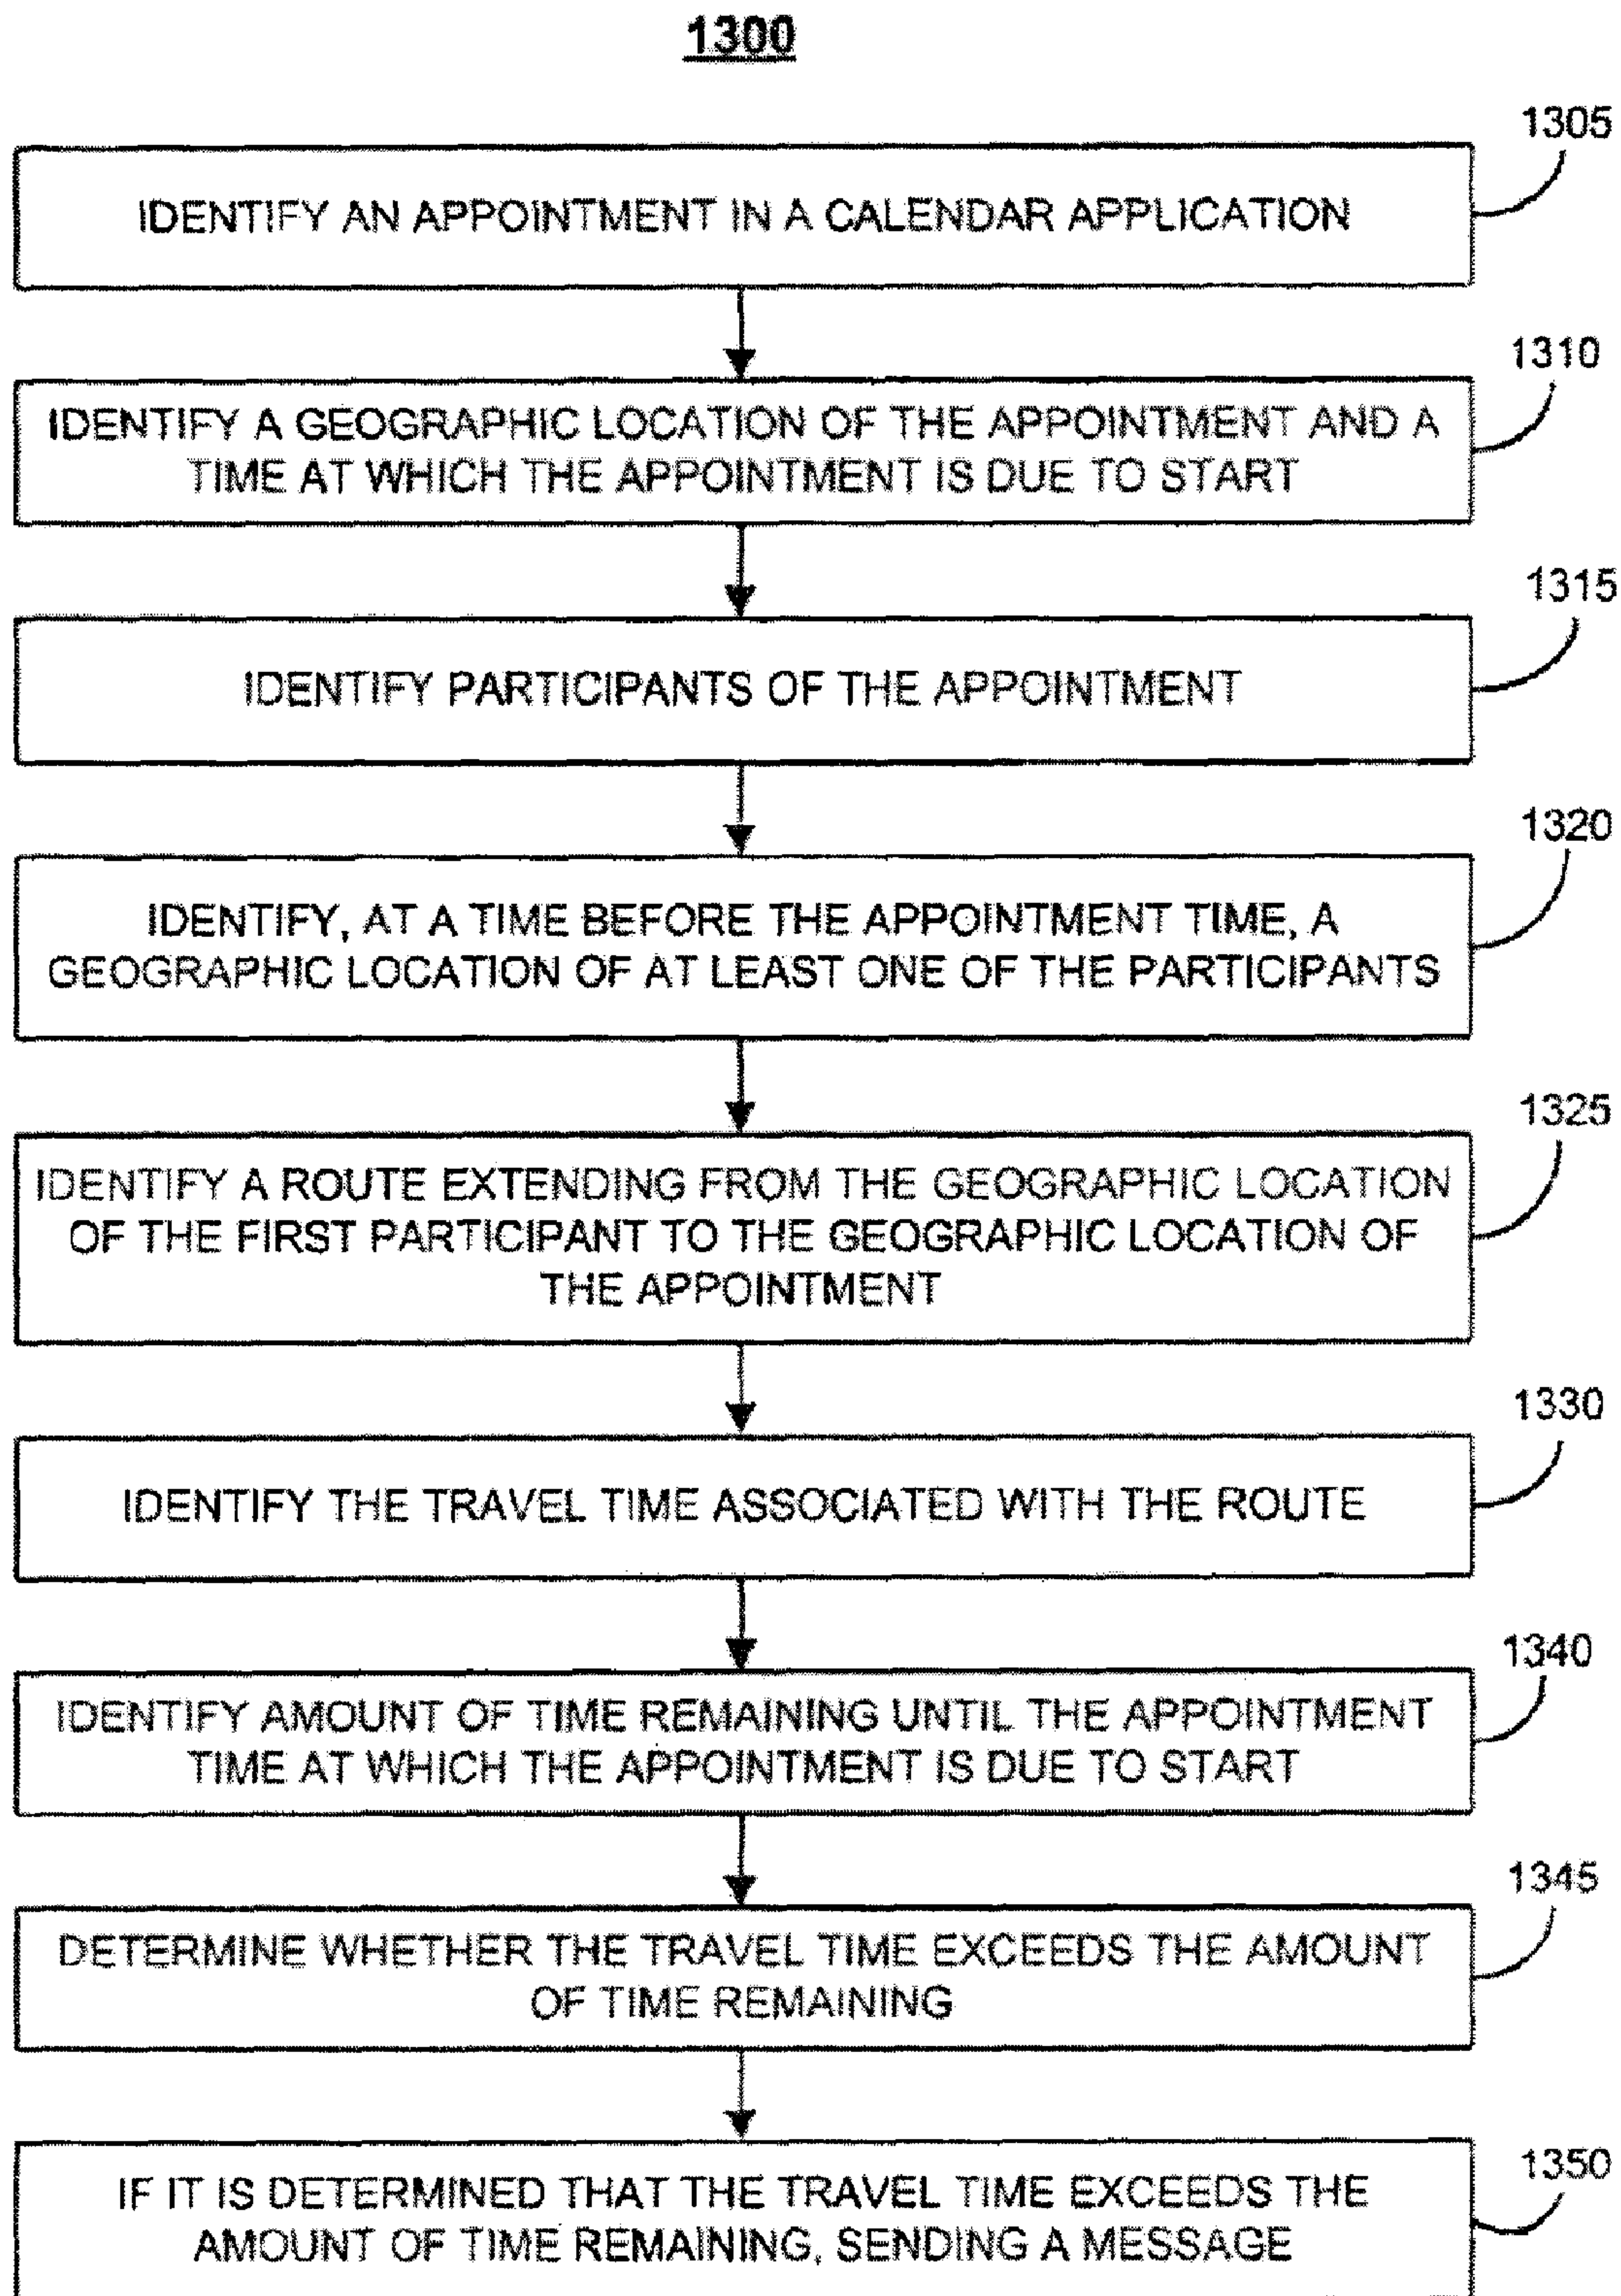 1300
1305
IDENTIFY AN APPOINTMENT IN A CALENDAR APPLICATION
1310
IDENTIFY A GEOGRAPHIC LOCATION OF THE APPOINTMENT AND A
TIME AT WHICH THE APPOINTMENT IS DUE TO START
1315
IDENTIFY PARTICIPANTS OF THE APPOINTMENT
1320
IDENTIFY, AT A TIME BEFORE THE APPOINTMENT TIME, A
GEOGRAPHIC LOCATION OF AT LEAST ONE OF THE PARTICIPANTS
1325
IDENTIFY A ROUTE EXTENDING FROM THE GEOGRAPHIC LOCATION
OF THE FIRST PARTICIPANT TO THE GEOGRAPHIC LOCATION OF
THE APPOINTMENT
1330
IDENTIFY THE TRAVEL TIME ASSOCIATED WITH THE ROUTE
1340
IDENTIFY AMOUNT OF TIME REMAINING UNTIL THE APPOINTMENT
TIME AT WHICH THE APPOINTMENT IS DUE TO START
1345
DETERMINE WHETHER THE TRAVEL TIME EXCEEDS THE AMOUNT
OF TIME REMAINING
1350
IF IT IS DETERMINED THAT THE TRAVEL TIME EXCEEDS THE
AMOUNT OF TIME REMAINING, SENDING A MESSAGE